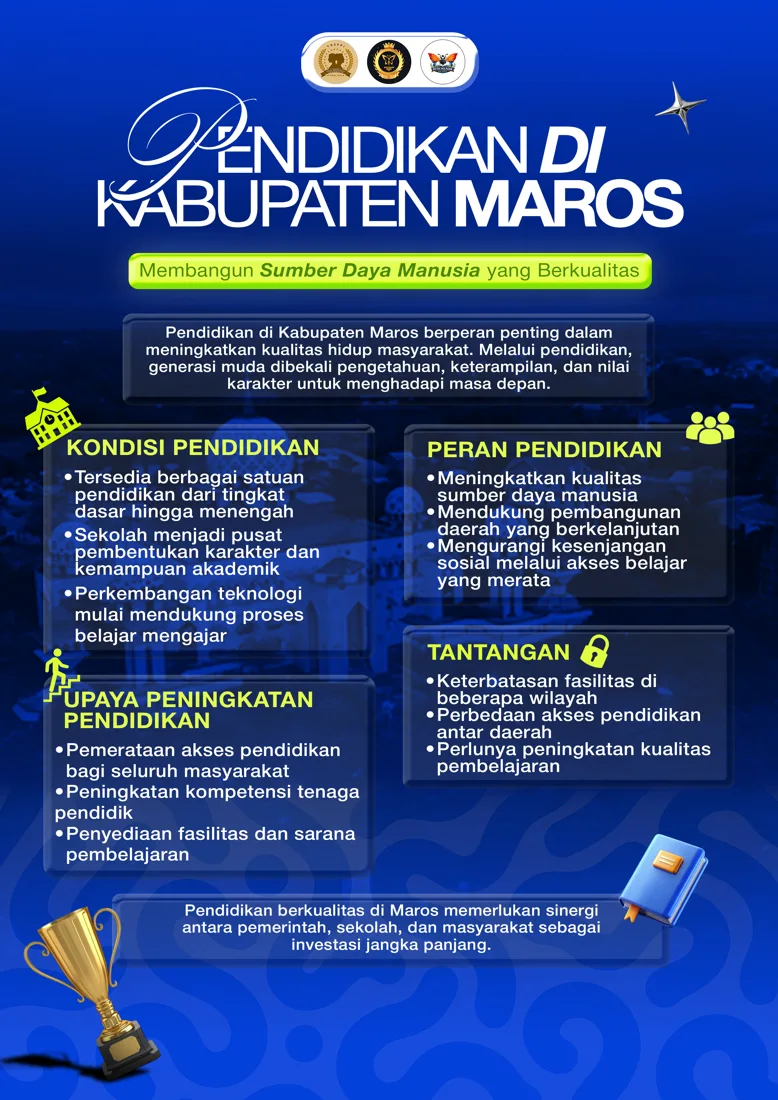 PENDIDIKAN DI
KABUPATEN MAROS
Membangun Sumber Daya Manusia yang Berkualitas
Pendidikan di Kabupaten Maros berperan penting dalam
meningkatkan kualitas hidup masyarakat. Melalui pendidikan,
generasi muda dibekali pengetahuan, keterampilan, dan nilai
karakter untuk menghadapi masa depan.
KONDISI PENDIDIKAN
•Tersedia berbagai satuan
pendidikan dari tingkat
dasar hingga menengah
•Sekolah menjadi pusat
pembentukan karakter dan
kemampuan akademik
•Perkembangan teknologi
mulai mendukung proses
belajar mengajar
PERAN PENDIDIKAN
•Meningkatkan kualitas
sumber daya manusia
•Mendukung pembangunan
daerah yang berkelanjutan
•Mengurangi kesenjangan
sosial melalui akses belajar
yang merata
UPAYA PENINGKATAN
PENDIDIKAN
•Pemerataan akses pendidikan
bagi seluruh masyarakat
•Peningkatan kompetensi tenaga
pendidik
•Penyediaan fasilitas dan sarana
pembelajaran
TANTANGAN
•Keterbatasan fasilitas di
beberapa wilayah
•Perbedaan akses pendidikan
antar daerah
•Perlunya peningkatan kualitas
pembelajaran
Pendidikan berkualitas di Maros memerlukan sinergi
antara pemerintah, sekolah, dan masyarakat sebagai
investasi jangka panjang.